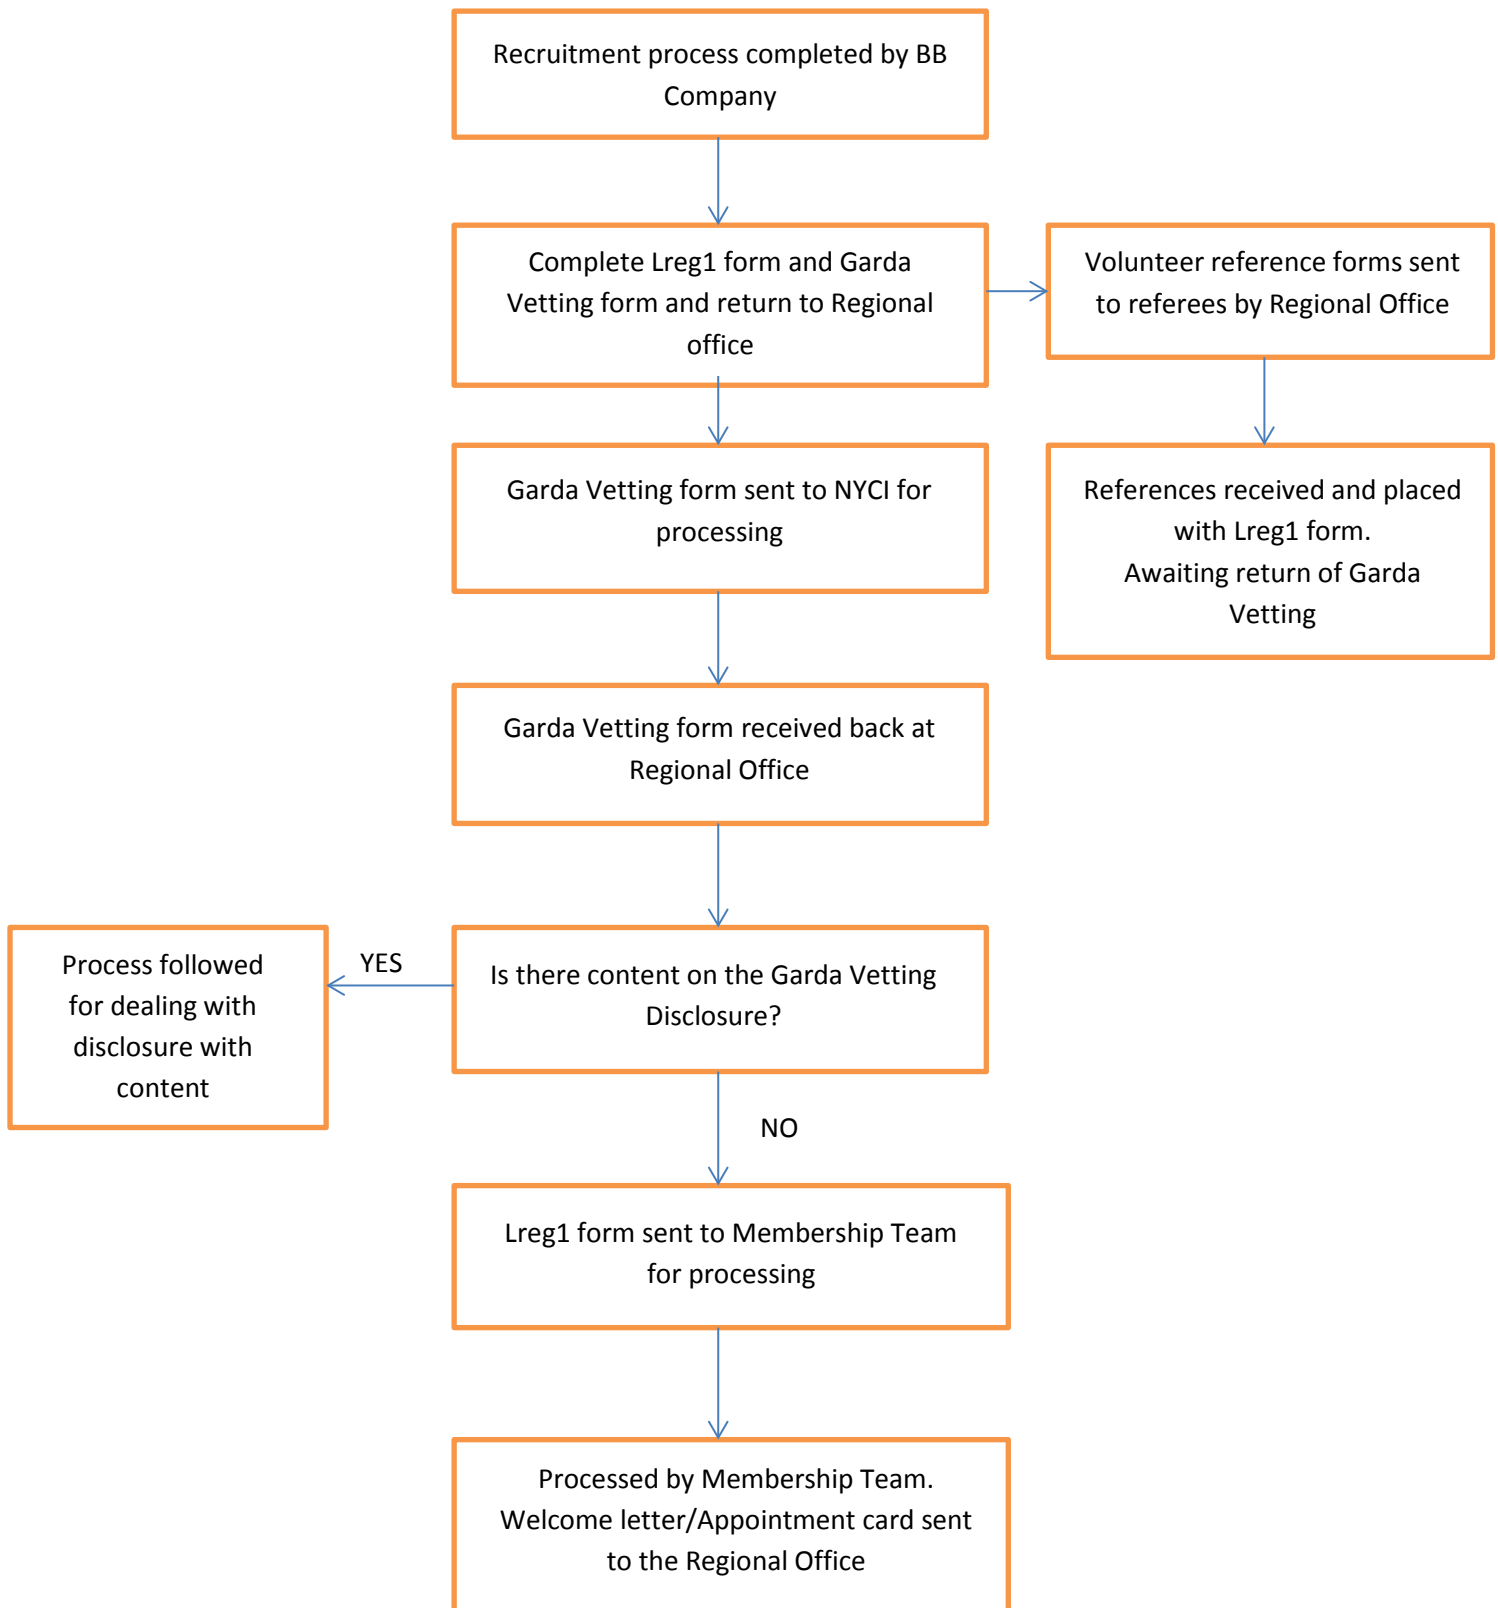 Recruitment process completed by BB
Company
Complete Lreg1 form and Garda
Vetting form and return to Regional
office
Volunteer reference forms sent
to referees by Regional Office
Garda Vetting form sent to NYCI for
processing
References received and placed
with Lreg1 form.
Awaiting return of Garda
Vetting
Garda Vetting form received back at
Regional Office
Process followed
for dealing with
disclosure with
content
YES
Is there content on the Garda Vetting
Disclosure?
NO
Lreg1 form sent to Membership Team
for processing
Processed by Membership Team.
Welcome letter/Appointment card sent
to the Regional Office